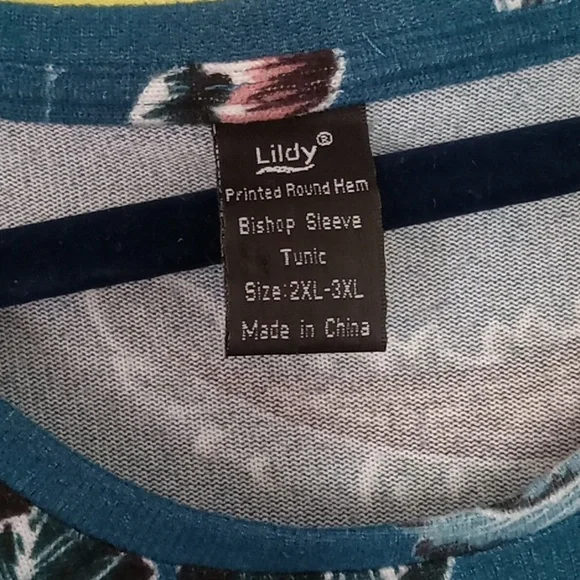 Lildy®
Printed Round Hem
Bishop Sleeve
Tunic
Size:2XL-3XL
Made in China